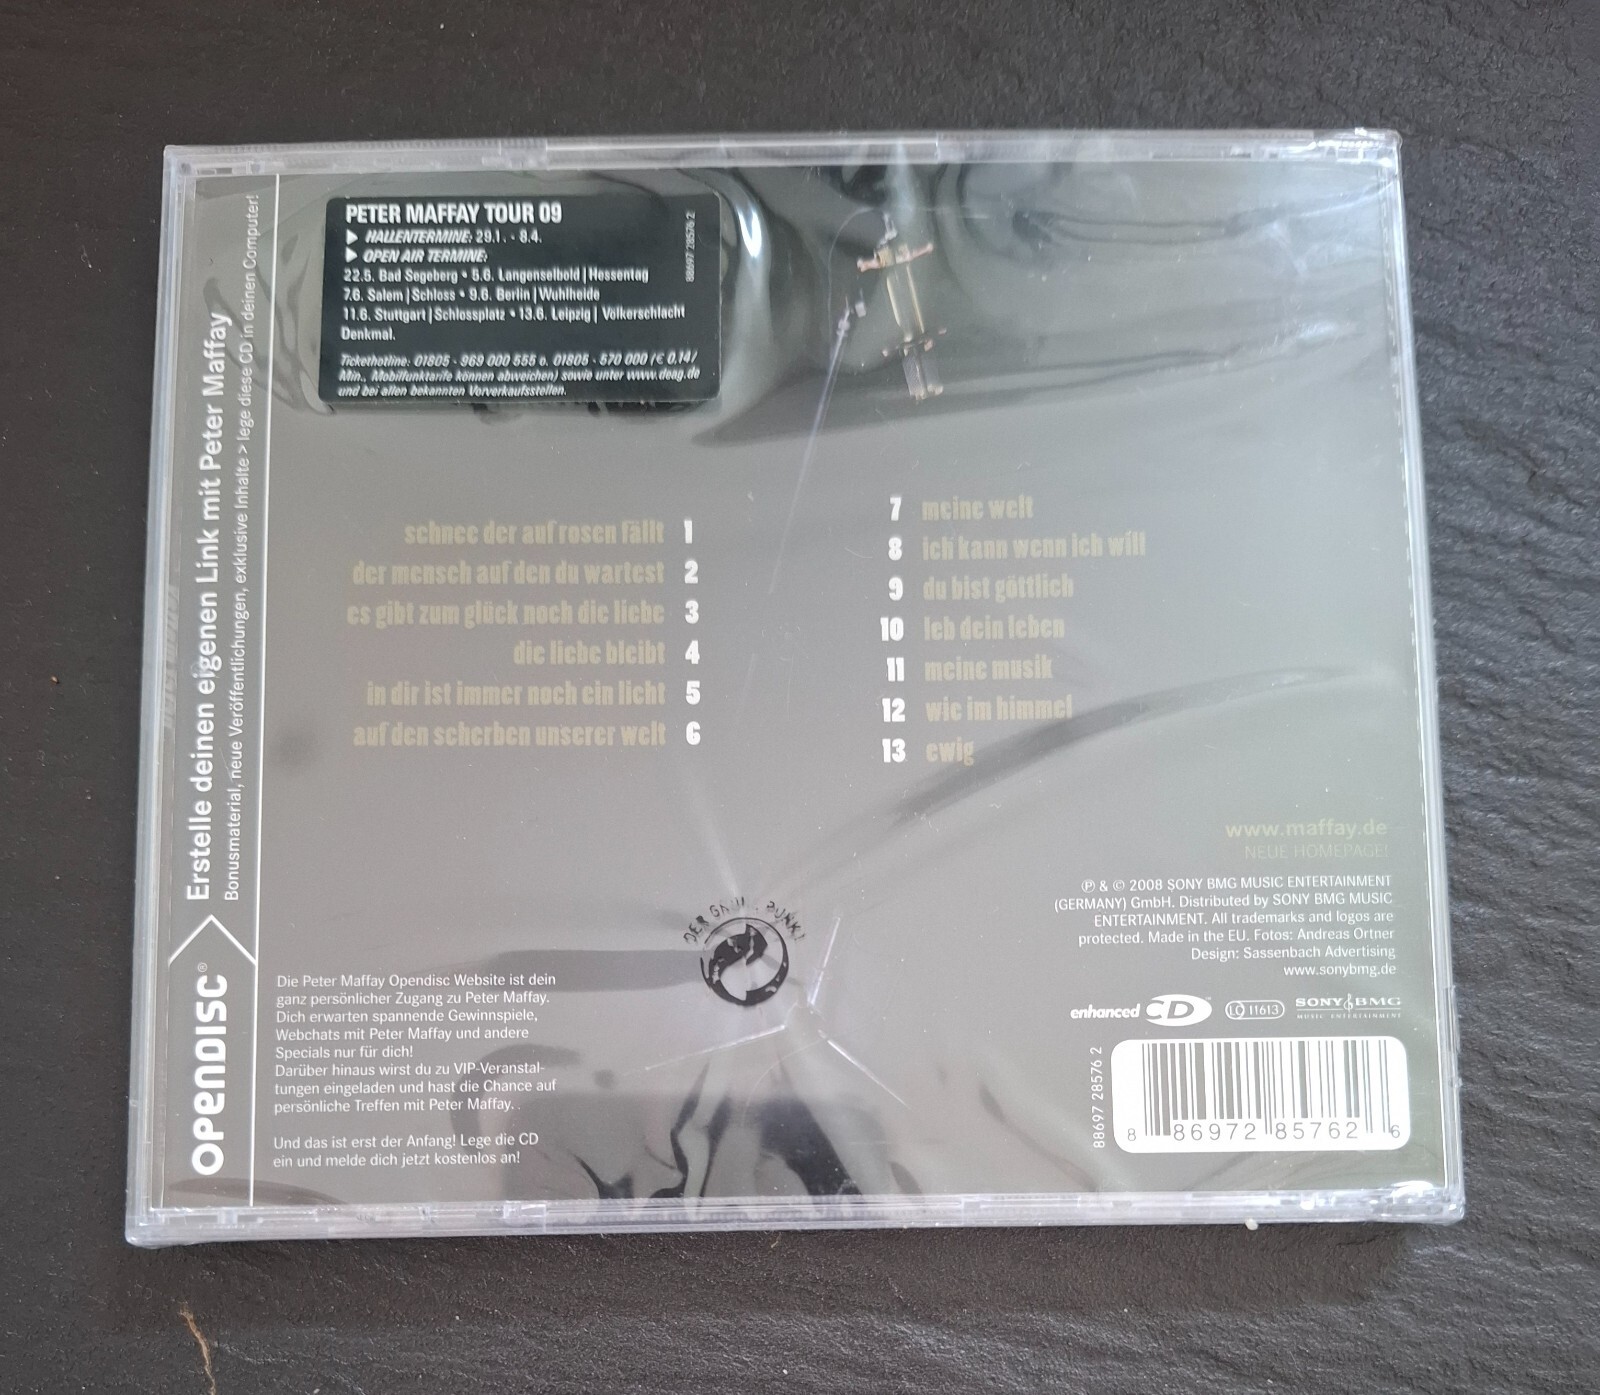 PETER MAFFAY TOUR 09
HALLENTERMINE: 29.1. - 8.4.
OPEN AIR TERMINE:
22.5. Bad Segeberg • 5.6. Langenselbold | Hessentag
7.6. Salem | Schloss • 9.6. Berlin | Wuhlheide
11.6. Stuttgart | Schlossplatz • 13.6. Leipzig | Völkerschlacht
Denkmal.
Tickethotline: 01805 - 969 000 555 o. 01805 - 570 000 (€ 0,14/
Min., Mobilfunktarife können abweichen) sowie unter www.deag.de
und bei allen bekannten Vorverkaufsstellen.
88697 28576 2
OPENDISC®
Erstelle deinen eigenen Link mit Peter Maffay
Bonusmaterial, neue Veröffentlichungen, exklusive Inhalte > lege diese CD in deinen Computer!
schnee der auf rosen fällt 1
der mensch auf den du wartest 2
es gibt zum glück noch die liebe 3
die liebe bleibt 4
in dir ist immer noch ein licht 5
auf den scherben unserer welt 6
7 meine welt
8 ich kann wenn ich will
9 du bist göttlich
10 leb dein leben
11 meine musik
12 wie im himmel
13 ewig
www.maffay.de
NEUE HOMEPAGE!
℗ & © 2008 SONY BMG MUSIC ENTERTAINMENT
(GERMANY) GmbH. Distributed by SONY BMG MUSIC
ENTERTAINMENT. All trademarks and logos are
protected. Made in the EU. Fotos: Andreas Ortner
Design: Sassenbach Advertising
www.sonybmg.de
enhanced CD
LC 11613
SONY BMG
MUSIC ENTERTAINMENT
88697 28576 2
8 86972 85762 6
DER
Die Peter Maffay Opendisc Website ist dein
ganz persönlicher Zugang zu Peter Maffay.
Dich erwarten spannende Gewinnspiele,
Webchats mit Peter Maffay und andere
Specials nur für dich!
Darüber hinaus wirst du zu VIP-Veranstal-
tungen eingeladen und hast die Chance auf
persönliche Treffen mit Peter Maffay. .
Und das ist erst der Anfang! Lege die CD
ein und melde dich jetzt kostenlos an!